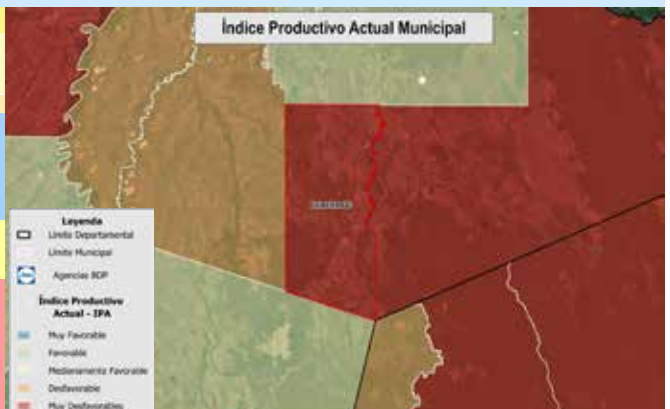 Índice Productivo Actual Municipal
Leyenda
Límite Departamental
Límite Municipal
Agencias BDP
Índice Productivo
Actual - IPA
Muy Favorable
Favorable
Medianamente Favorable
Desfavorable
Muy Desfavorables